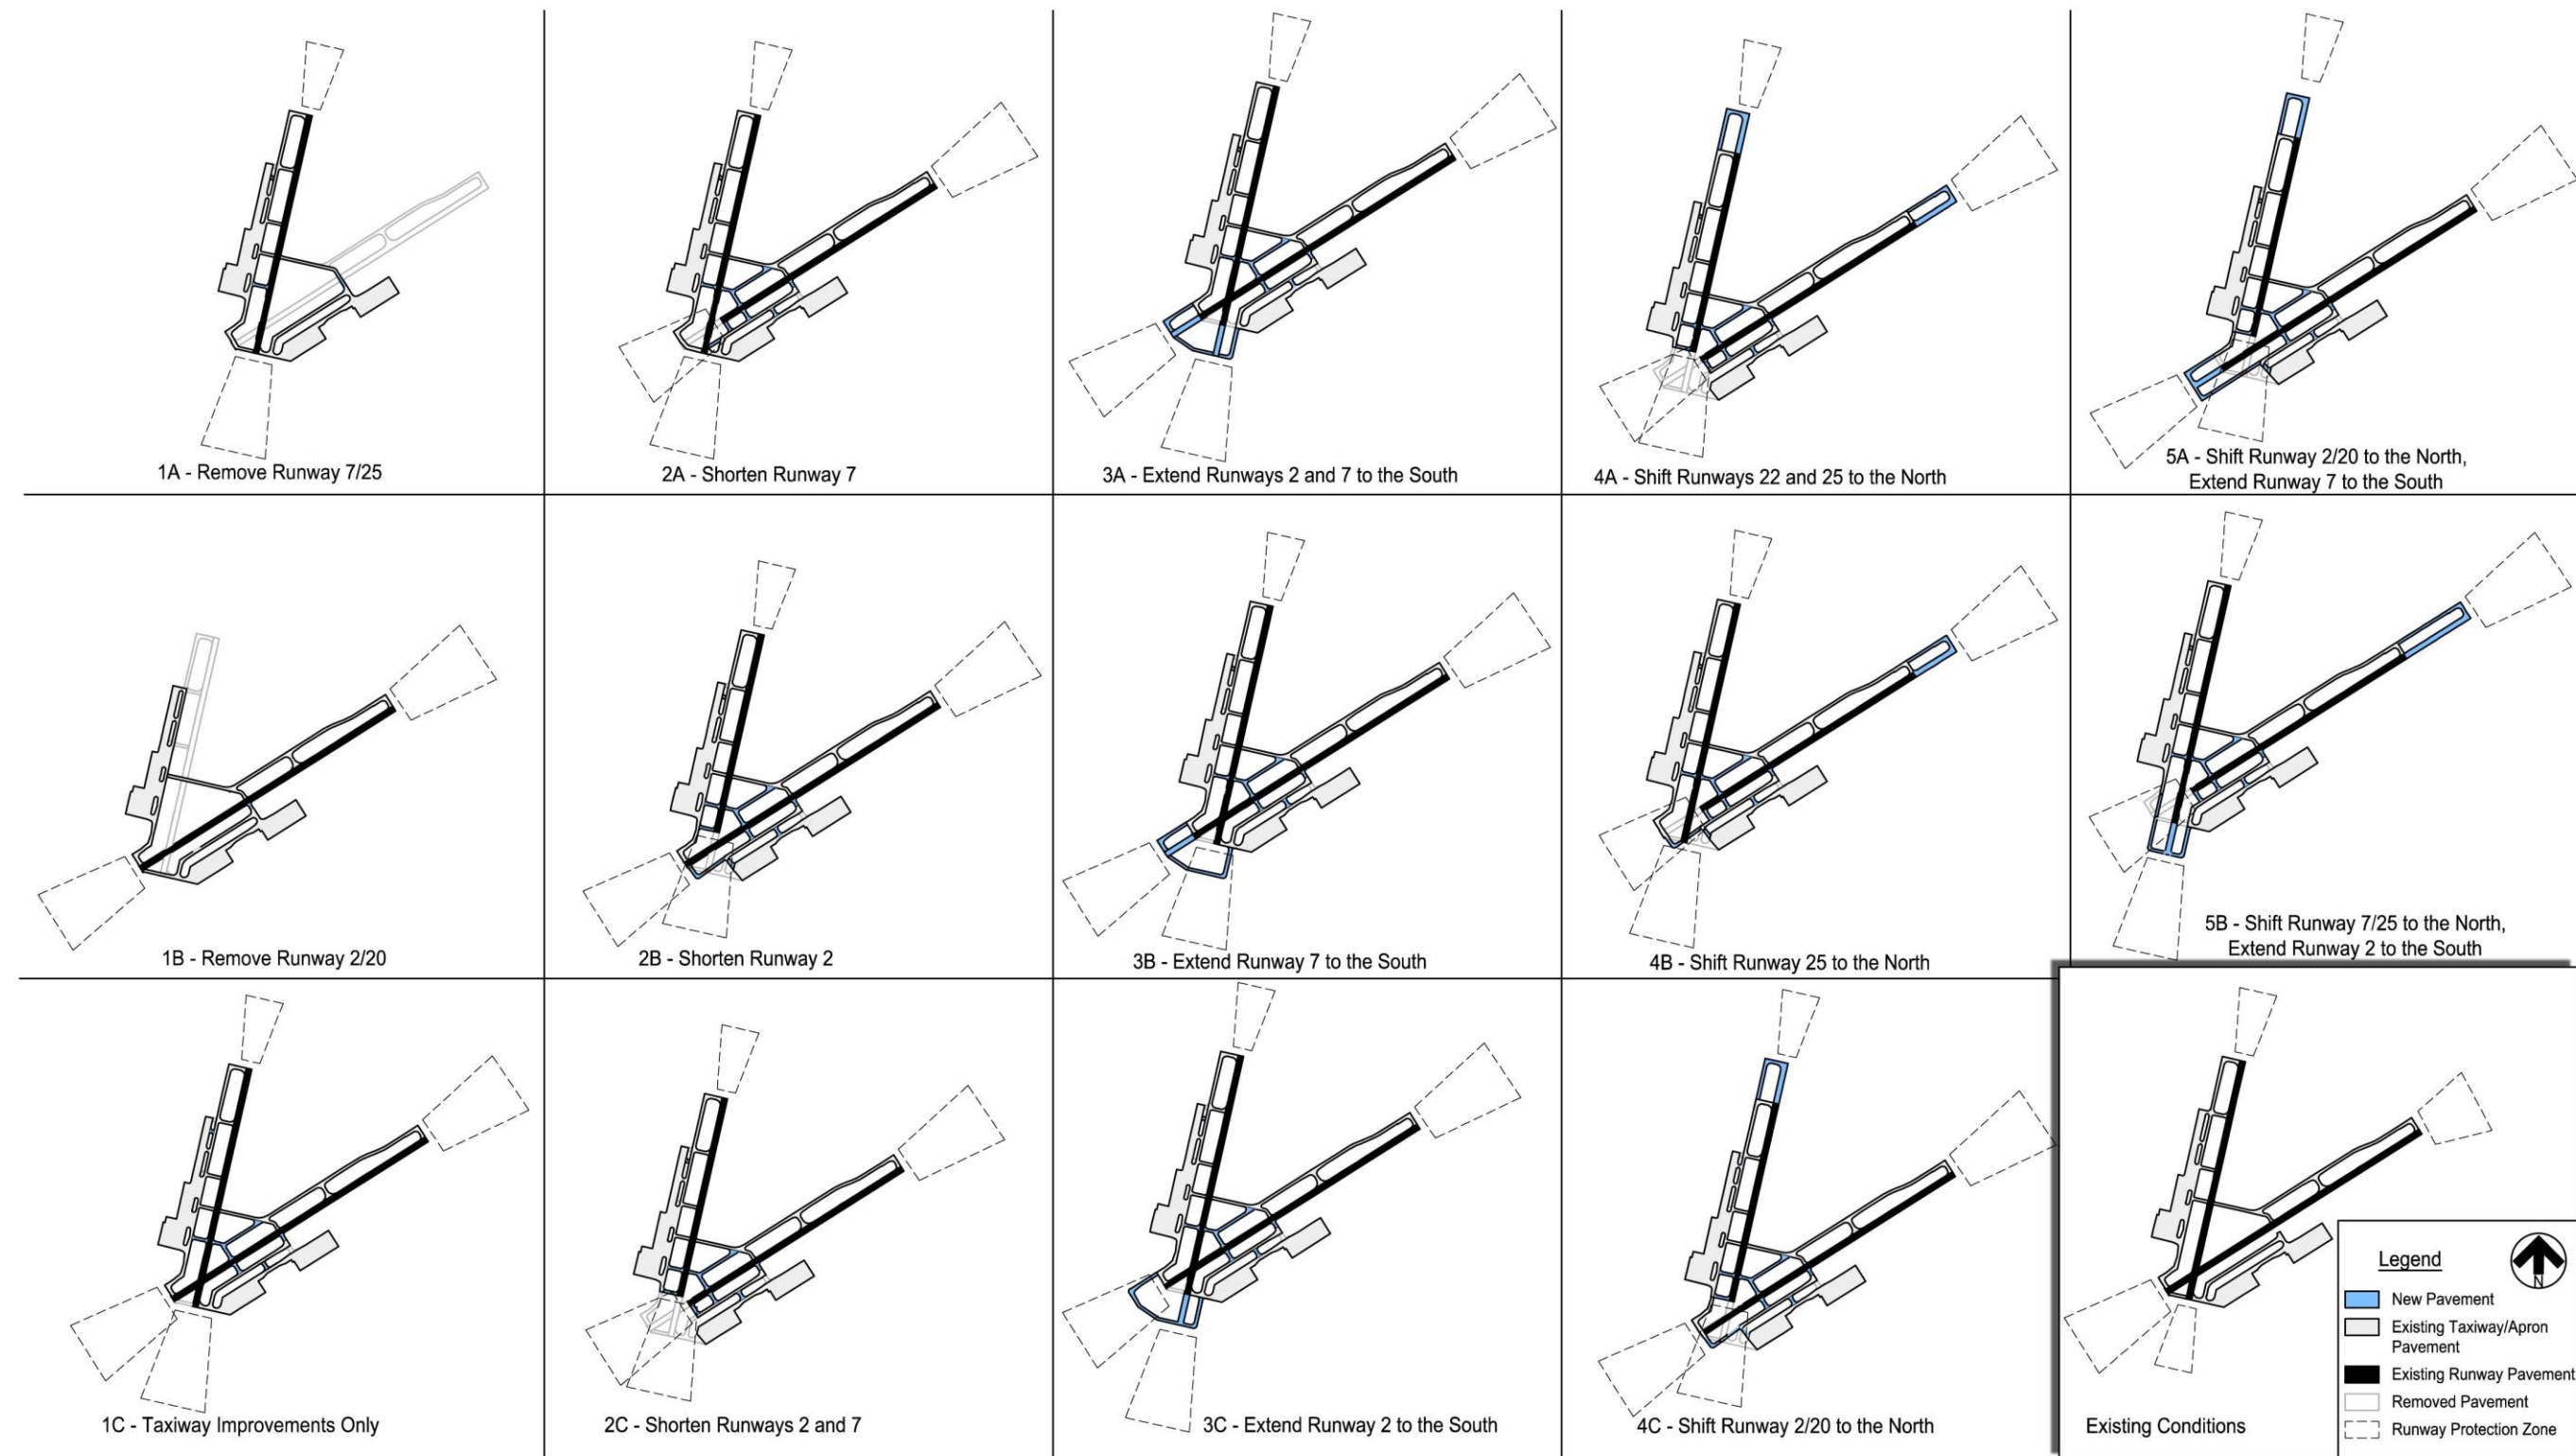 1A - Remove Runway 7/25
2A - Shorten Runway 7
3A - Extend Runways 2 and 7 to the South
4A - Shift Runways 22 and 25 to the North
5A - Shift Runway 2/20 to the North,
Extend Runway 7 to the South
1B - Remove Runway 2/20
2B - Shorten Runway 2
3B - Extend Runway 7 to the South
4B - Shift Runway 25 to the North
5B - Shift Runway 7/25 to the North,
Extend Runway 2 to the South
1C - Taxiway Improvements Only
2C - Shorten Runways 2 and 7
3C - Extend Runway 2 to the South
4C - Shift Runway 2/20 to the North
Existing Conditions
Legend
N
New Pavement
Existing Taxiway/Apron
Pavement
Existing Runway Pavement
Removed Pavement
Runway Protection Zone